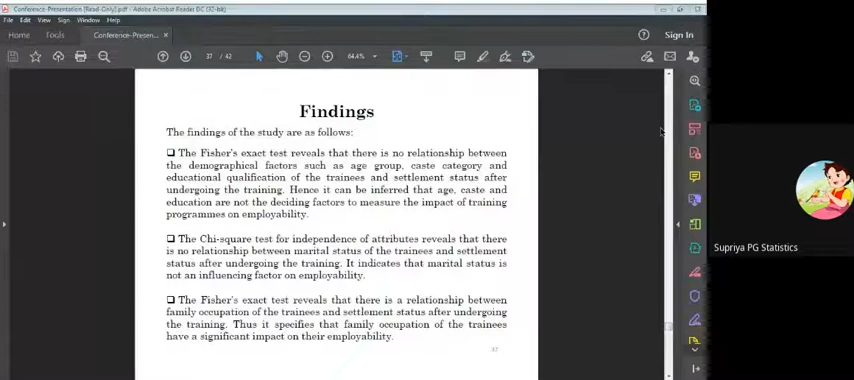 Conference-Presentation [Read-Only].pdf - Adobe Acrobat Reader DC (32-bit)
File Edit View Sign Window Help
Home Tools Conference-Presen... ×
Sign In
37 / 42
64.4%
Findings
The findings of the study are as follows:
❑ The Fisher's exact test reveals that there is no relationship between
the demographical factors such as age group, caste category and
educational qualification of the trainees and settlement status after
undergoing the training. Hence it can be inferred that age, caste and
education are not the deciding factors to measure the impact of training
programmes on employability.
❑ The Chi-square test for independence of attributes reveals that there
is no relationship between marital status of the trainees and settlement
status after undergoing the training. It indicates that marital status is
not an influencing factor on employability.
❑ The Fisher's exact test reveals that there is a relationship between
family occupation of the trainees and settlement status after undergoing
the training. Thus it specifies that family occupation of the trainees
have a significant impact on their employability.
37
Supriya PG Statistics